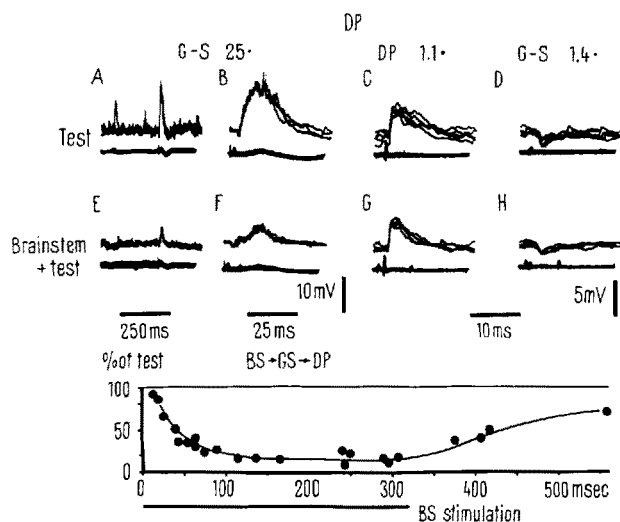 DP
G-S 25· DP 1.1· G-S 1.4·
A B C D
Test
E F G H
Brainstem
+ test
10mV 5mV
250ms 25ms 10ms
% of test BS→GS→DP
100
50
0
0 100 200 300 400 500 msec
BS stimulation